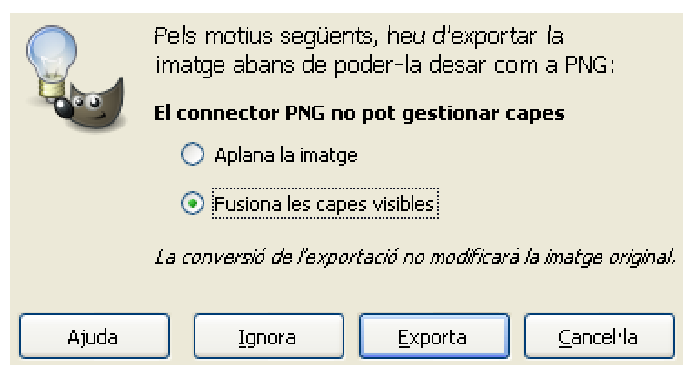 Pels motius següents, heu d'exportar la
imatge abans de poder-la desar com a PNG:
El connector PNG no pot gestionar capes
Aplana la imatge
Fusiona les capes visibles
La conversió de l'exportació no modificarà la imatge original.
Ajuda Ignora Exporta Cancel·la